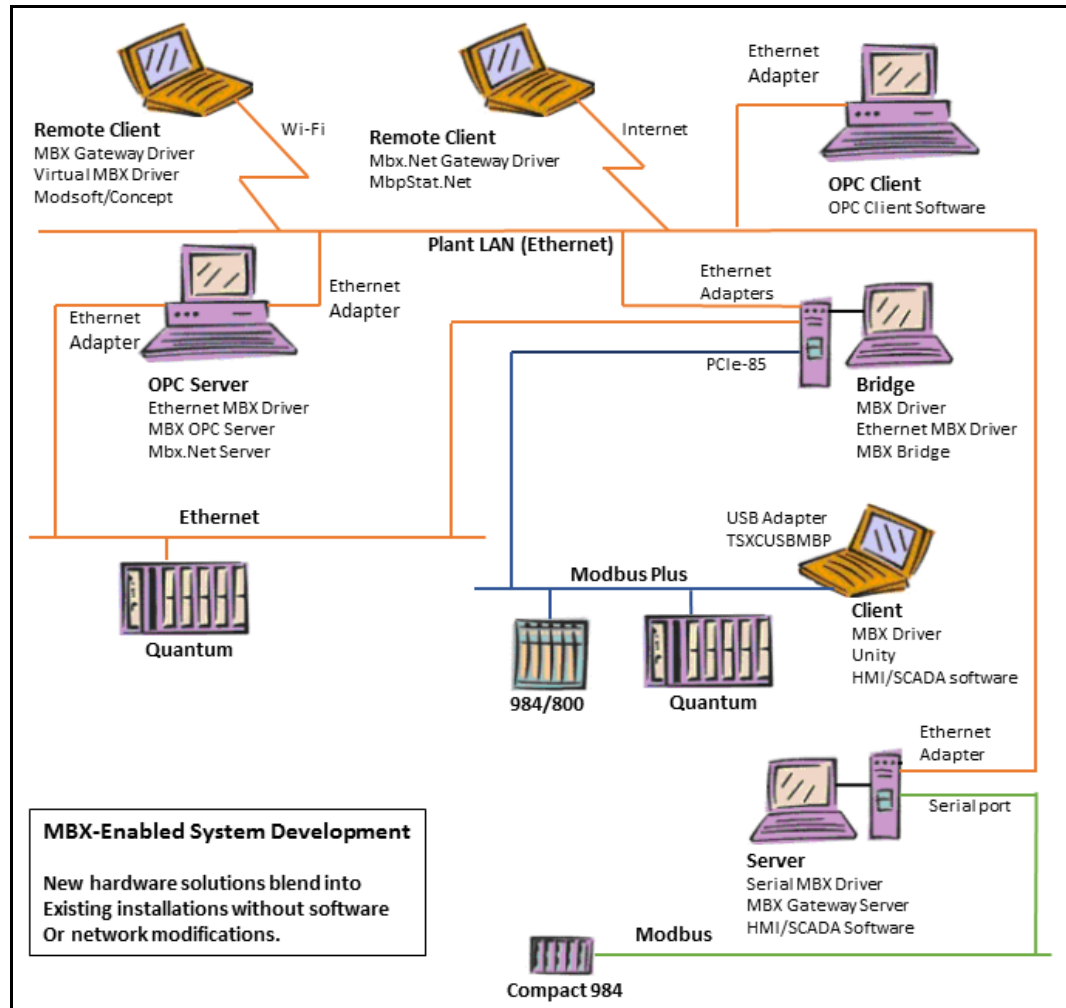 Remote Client
MBX Gateway Driver
Virtual MBX Driver
Modsoft/Concept
Wi-Fi
Remote Client
Mbx.Net Gateway Driver
MbpStat.Net
Internet
Ethernet
Adapter
OPC Client
OPC Client Software
Plant LAN (Ethernet)
Ethernet
Adapter
Ethernet
Adapter
OPC Server
Ethernet MBX Driver
MBX OPC Server
Mbx.Net Server
Ethernet
Adapters
PCIe-85
Bridge
MBX Driver
Ethernet MBX Driver
MBX Bridge
Ethernet
Quantum
USB Adapter
TSXCUSBMBP
Modbus Plus
Client
MBX Driver
Unity
HMI/SCADA software
984/800
Quantum
Ethernet
Adapter
Serial port
Server
Serial MBX Driver
MBX Gateway Server
HMI/SCADA Software
MBX-Enabled System Development
New hardware solutions blend into
Existing installations without software
Or network modifications.
Modbus
Compact 984